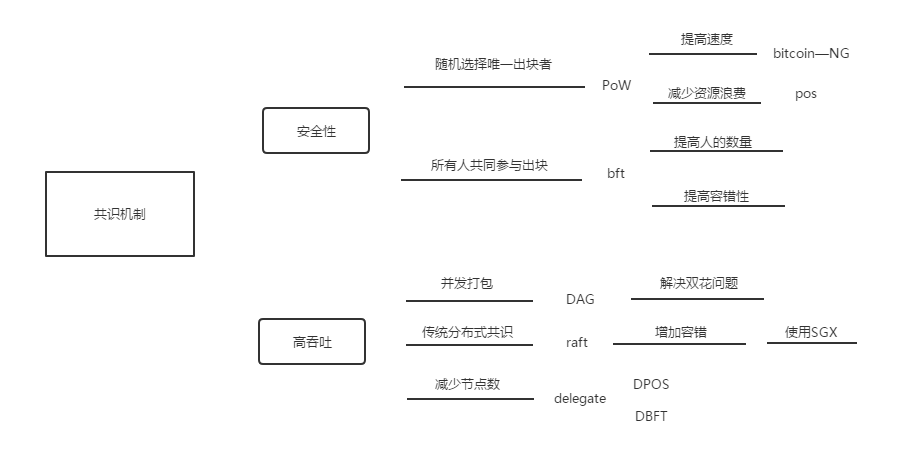 共识机制
安全性
随机选择唯一出块者
PoW
提高速度
bitcoin—NG
减少资源浪费
pos
所有人共同参与出块
bft
提高人的数量
提高容错性
高吞吐
并发打包
DAG
解决双花问题
传统分布式共识
raft
增加容错
使用SGX
减少节点数
delegate
DPOS
DBFT